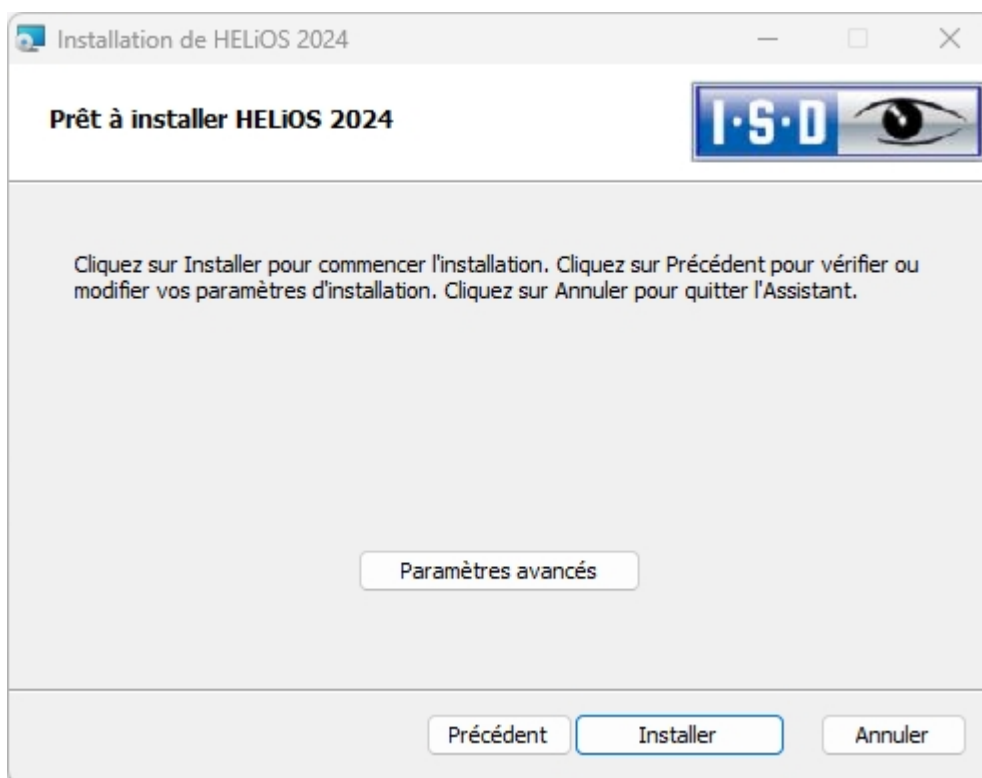 Installation de HELiOS 2024
Prêt à installer HELiOS 2024
I·S·D
Cliquez sur Installer pour commencer l'installation. Cliquez sur Précédent pour vérifier ou
modifier vos paramètres d'installation. Cliquez sur Annuler pour quitter l'Assistant.
Paramètres avancés
Précédent
Installer
Annuler